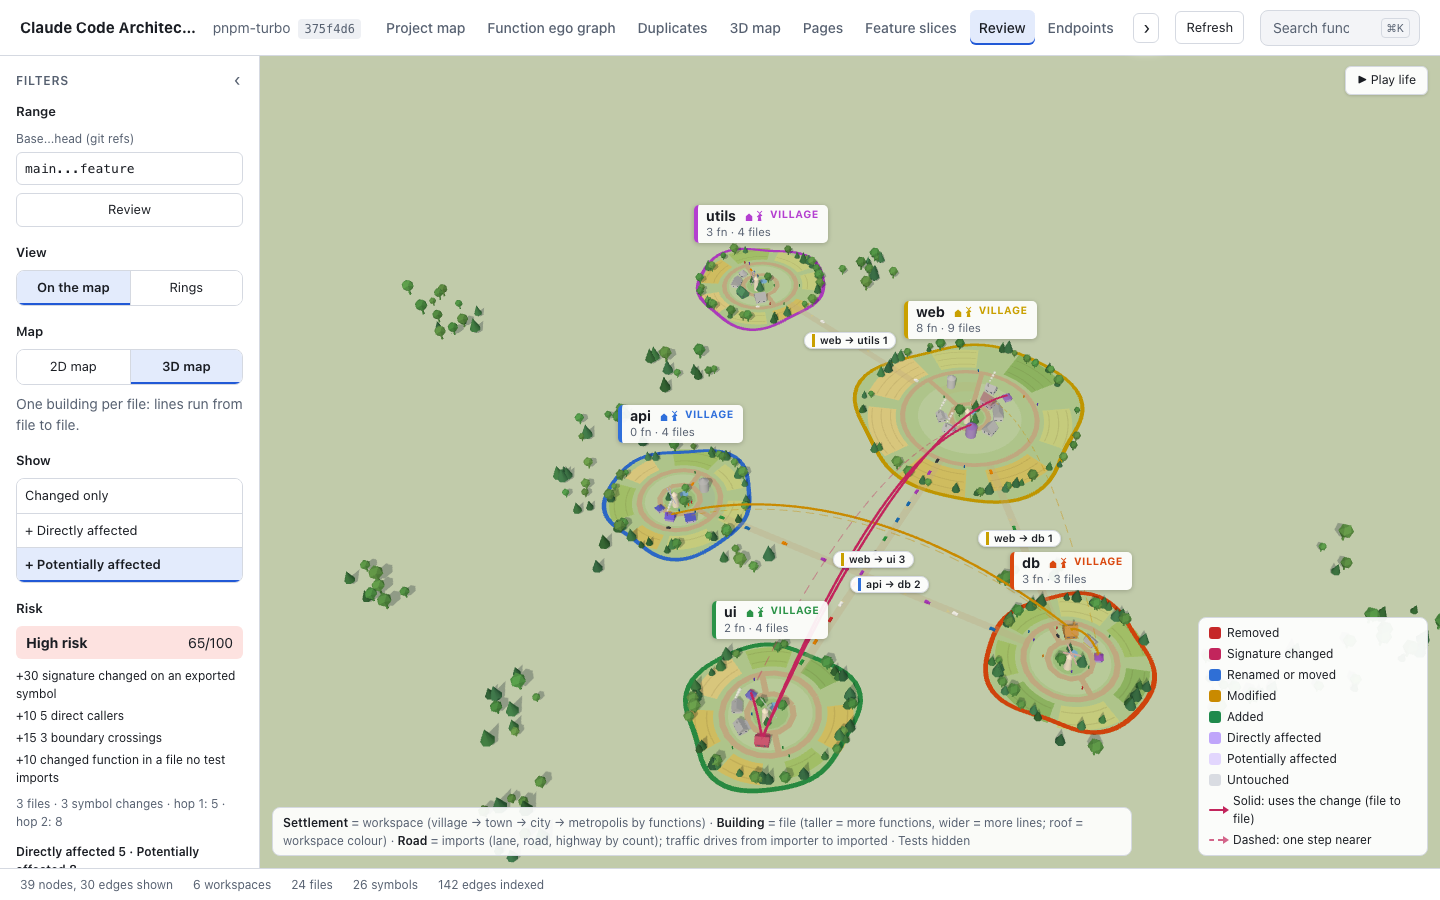 Claude Code Architec...
pnpm-turbo 375f4d6
Project map
Function ego graph
Duplicates
3D map
Pages
Feature slices
Review
Endpoints
›
Refresh
Search func ⌘K
FILTERS
Range
Base...head (git refs)
main...feature
Review
View
On the map
Rings
Map
2D map
3D map
One building per file: lines run from
file to file.
Show
Changed only
+ Directly affected
+ Potentially affected
Risk
High risk 65/100
+30 signature changed on an exported
symbol
+10 5 direct callers
+15 3 boundary crossings
+10 changed function in a file no test
imports
3 files · 3 symbol changes · hop 1: 5 ·
hop 2: 8
Directly affected 5 · Potentially
affected 8
▶ Play life
utils VILLAGE
3 fn · 4 files
web VILLAGE
8 fn · 9 files
web → utils 1
api VILLAGE
0 fn · 4 files
web → db 1
web → ui 3
db VILLAGE
3 fn · 3 files
api → db 2
ui VILLAGE
2 fn · 4 files
Removed
Signature changed
Renamed or moved
Modified
Added
Directly affected
Potentially affected
Untouched
Solid: uses the change (file to
file)
Dashed: one step nearer
Settlement = workspace (village → town → city → metropolis by functions) · Building = file (taller = more functions, wider = more lines; roof =
workspace colour) · Road = imports (lane, road, highway by count); traffic drives from importer to imported · Tests hidden
39 nodes, 30 edges shown
6 workspaces
24 files
26 symbols
142 edges indexed